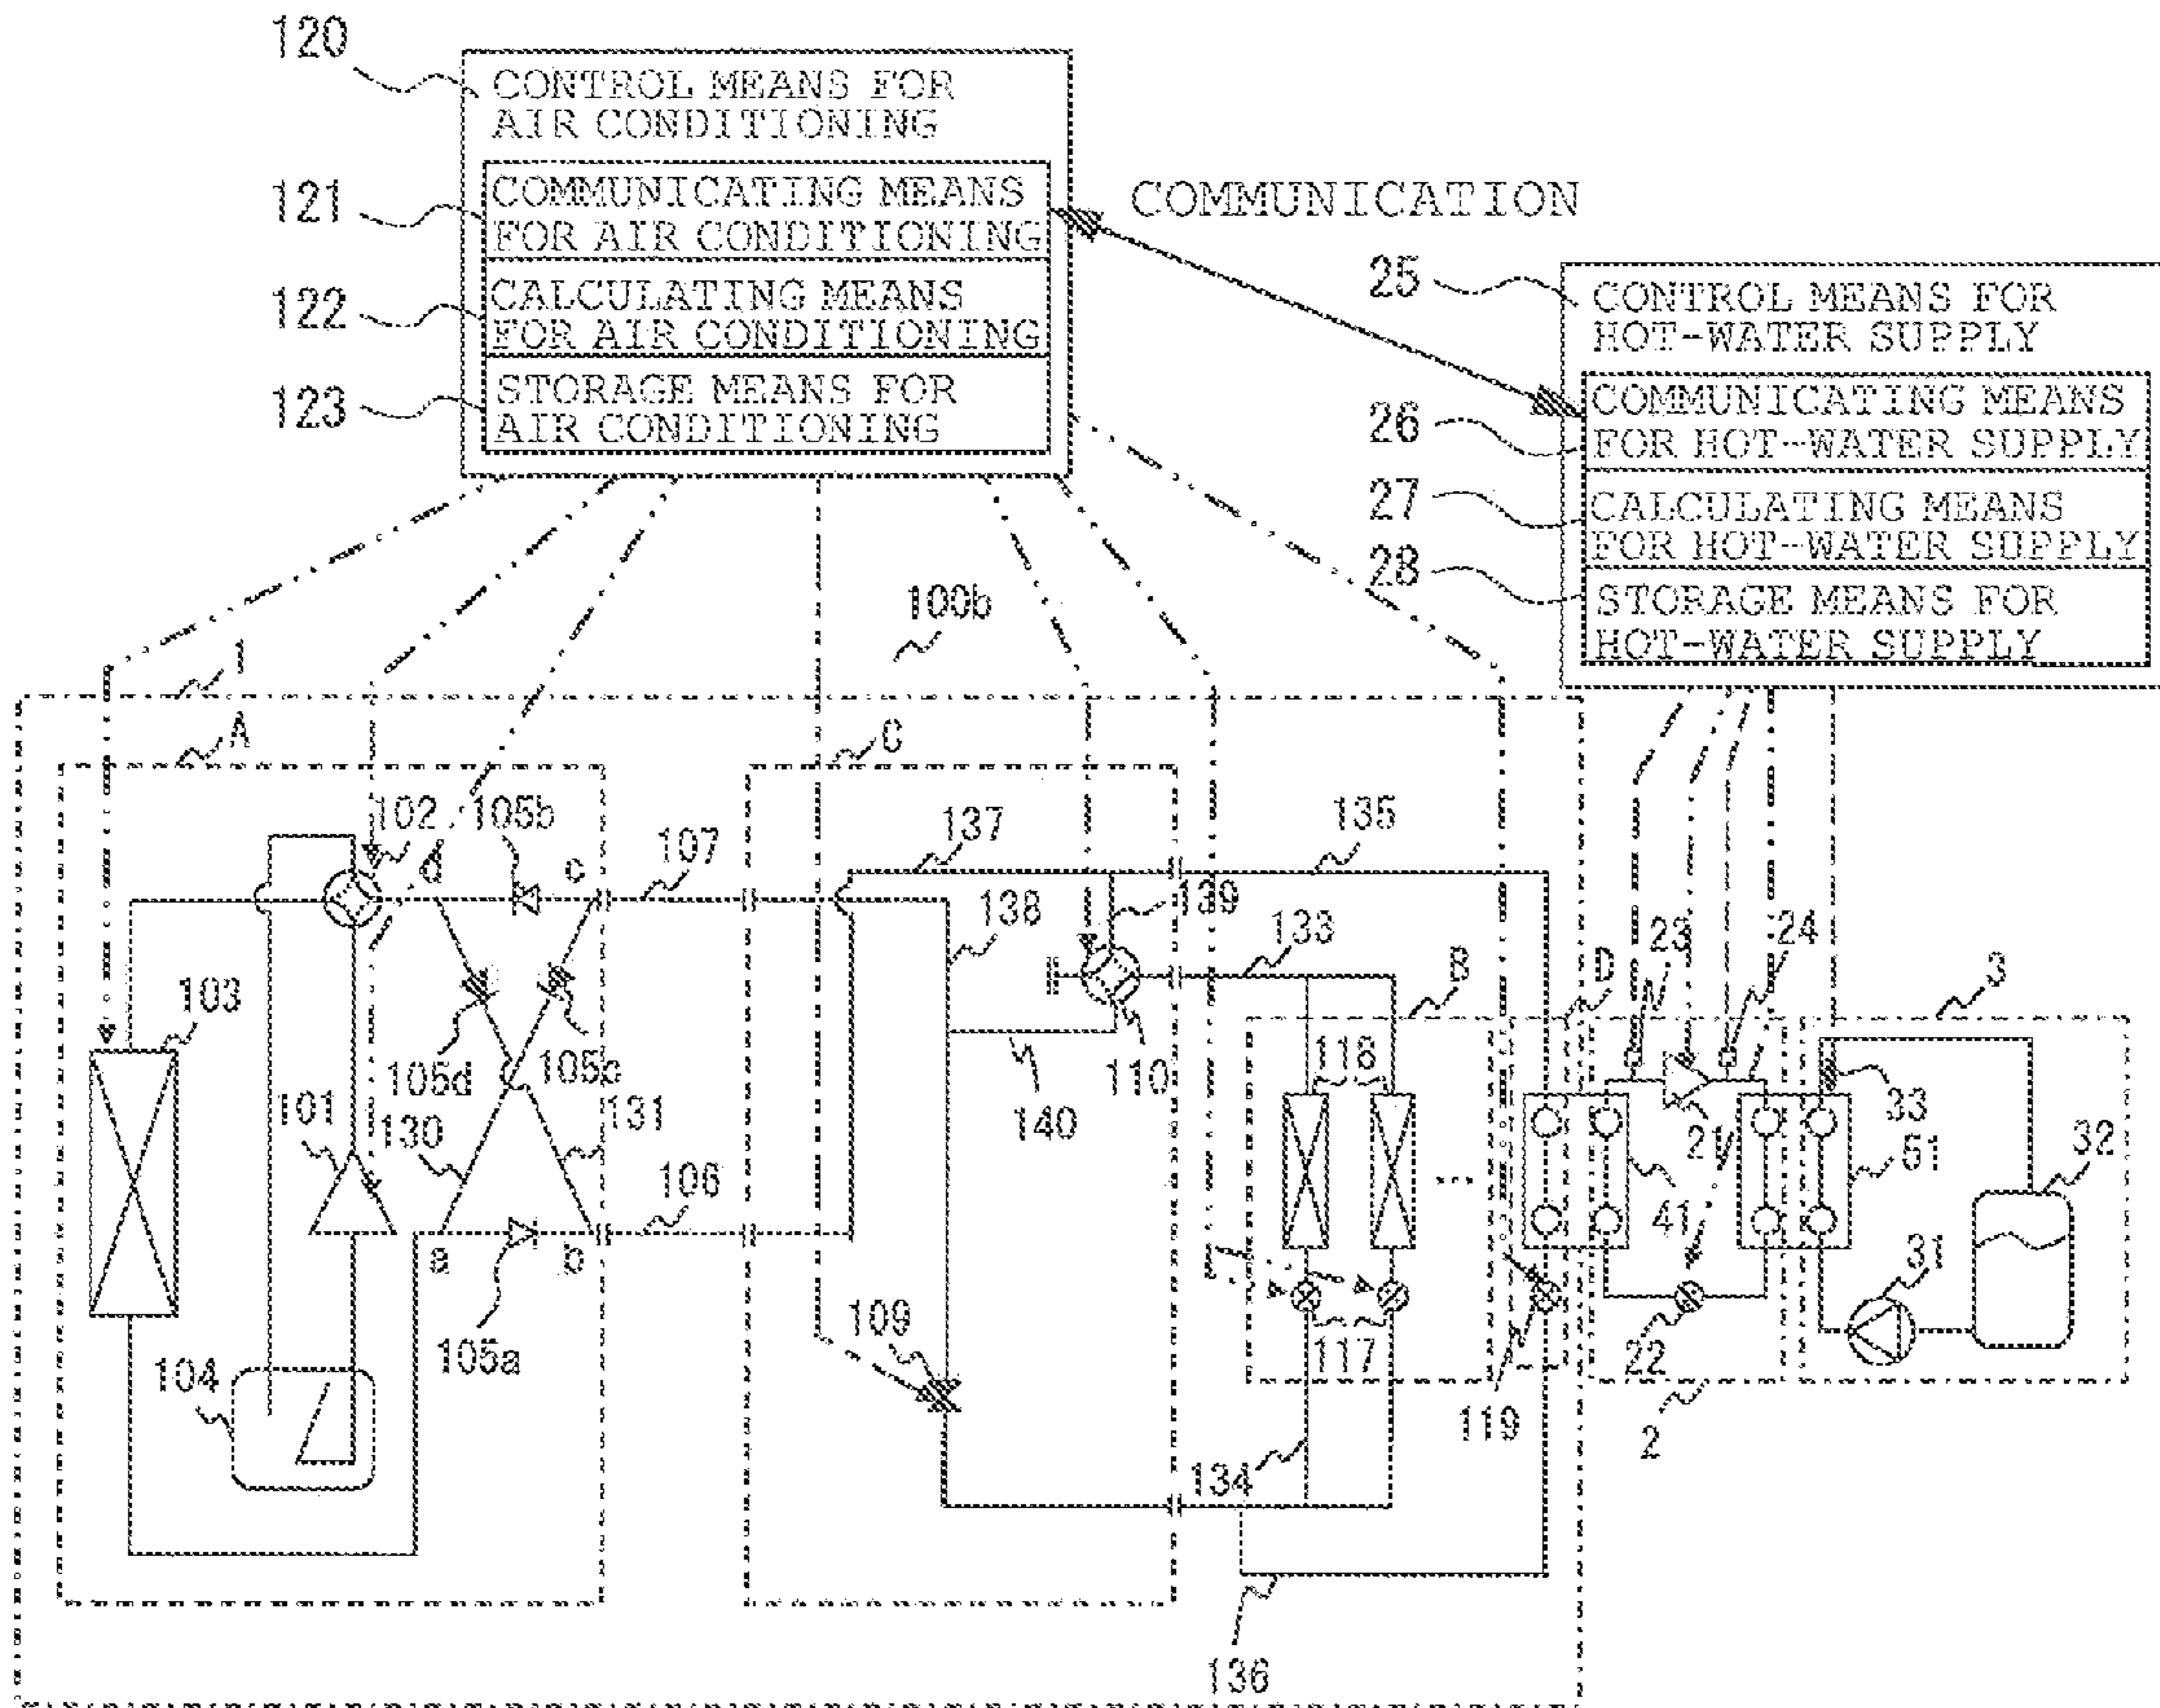 120
CONTROL MEANS FOR
AIR CONDITIONING
121
COMMUNICATING MEANS
FOR AIR CONDITIONING
COMMUNICATION
122
CALCULATING MEANS
FOR AIR CONDITIONING
123
STORAGE MEANS FOR
AIR CONDITIONING
25
CONTROL MEANS FOR
HOT-WATER SUPPLY
26
COMMUNICATING MEANS
FOR HOT-WATER SUPPLY
27
CALCULATING MEANS
FOR HOT-WATER SUPPLY
28
STORAGE MEANS FOR
HOT-WATER SUPPLY
100b
1
A
C
102
d
105b
c
107
137
135
138
139
133
23
24
B
D
3
103
105d
105c
110
118
101
130
131
140
21
33
32
51
41
106
a
b
105a
31
109
117
22
104
119
2
134
136